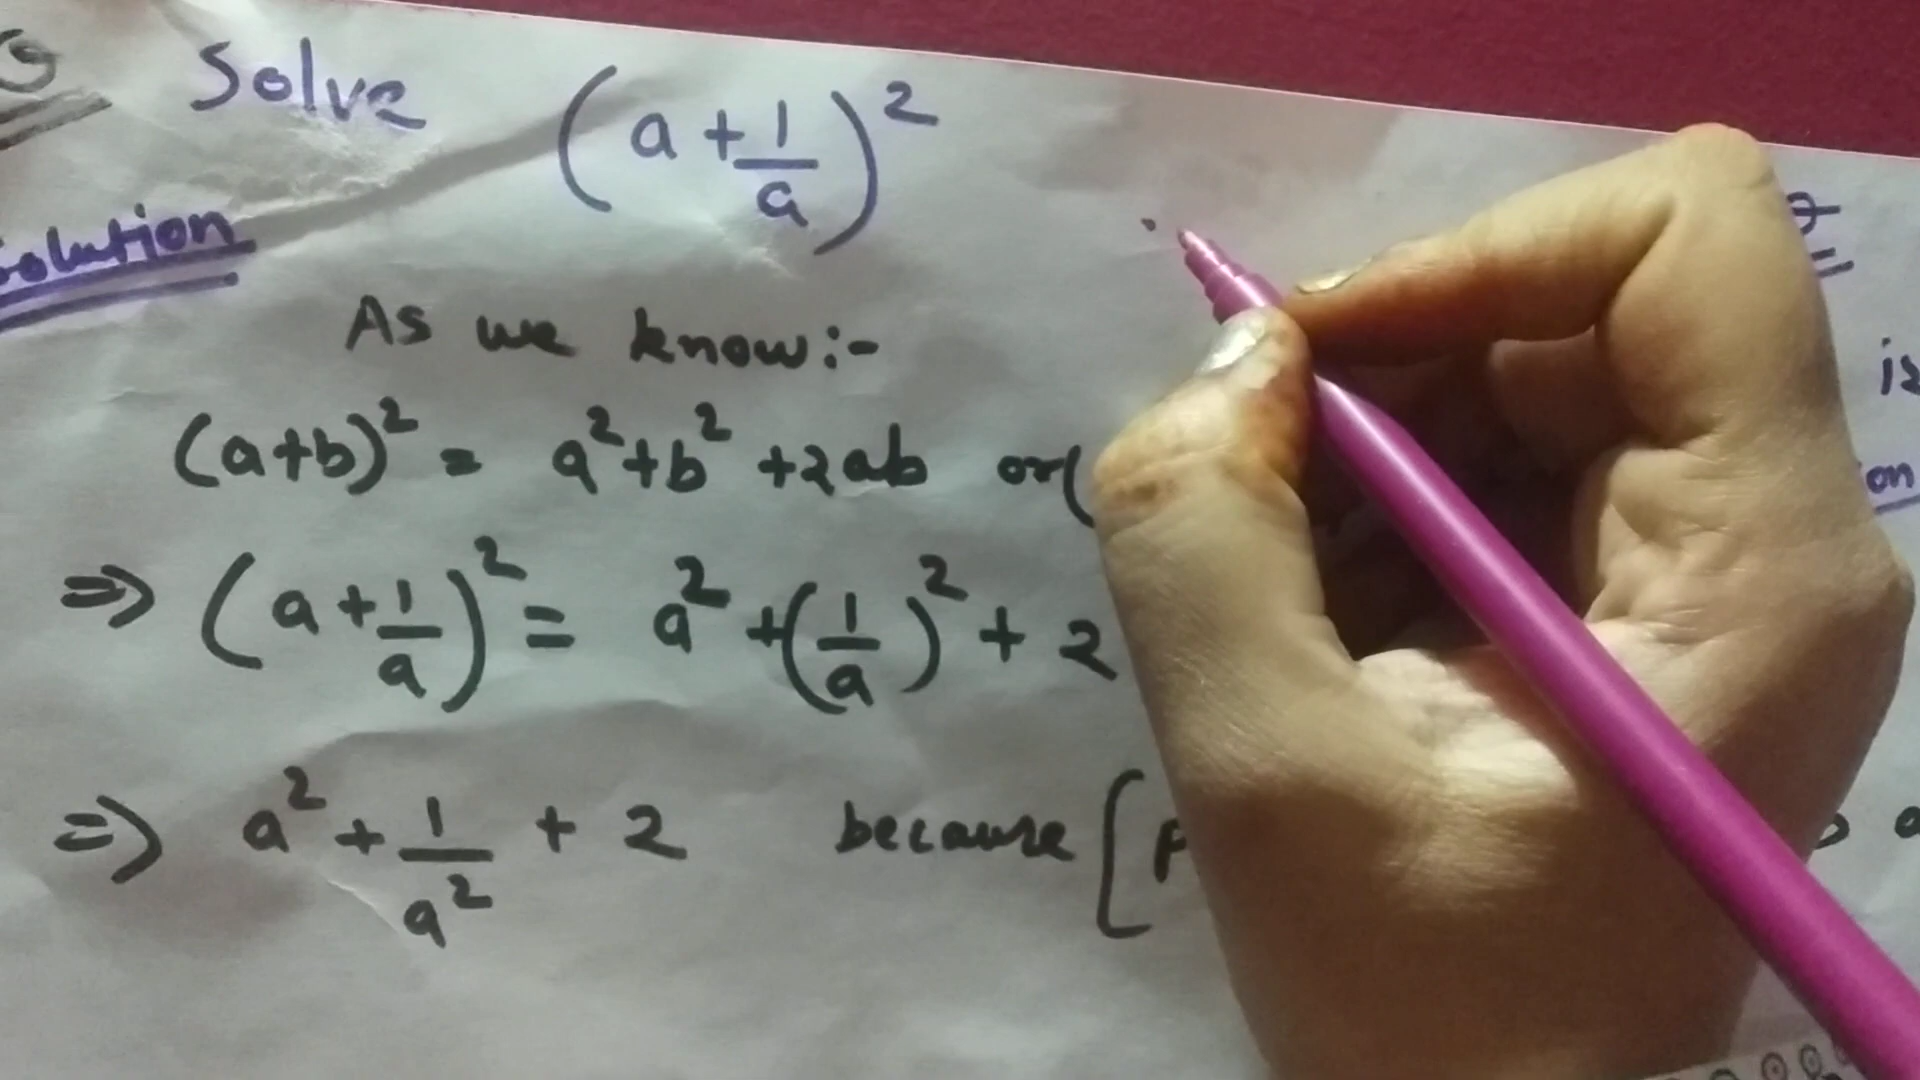 Solve (a + 1/a)²
Solution
As we know:-
(a+b)² = a² + b² + 2ab or (
⇒ (a + 1/a)² = a² + (1/a)² + 2
⇒ a² + 1/a² + 2 because [